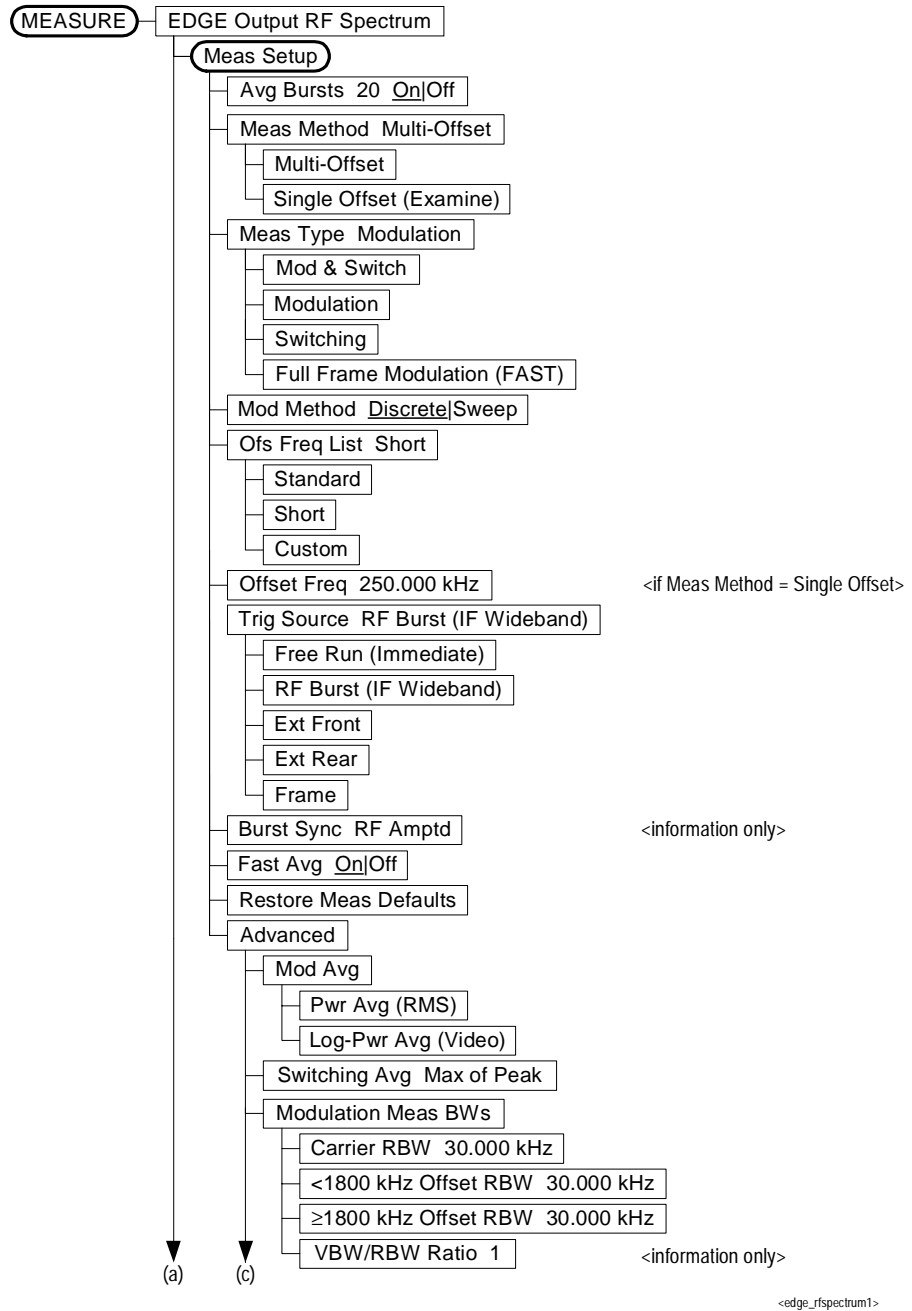 MEASURE EDGE Output RF Spectrum
Meas Setup
Avg Bursts 20 On|Off
Meas Method Multi-Offset
Multi-Offset
Single Offset (Examine)
Meas Type Modulation
Mod & Switch
Modulation
Switching
Full Frame Modulation (FAST)
Mod Method Discrete|Sweep
Ofs Freq List Short
Standard
Short
Custom
Offset Freq 250.000 kHz <if Meas Method = Single Offset>
Trig Source RF Burst (IF Wideband)
Free Run (Immediate)
RF Burst (IF Wideband)
Ext Front
Ext Rear
Frame
Burst Sync RF Amptd <information only>
Fast Avg On|Off
Restore Meas Defaults
Advanced
Mod Avg
Pwr Avg (RMS)
Log-Pwr Avg (Video)
Switching Avg Max of Peak
Modulation Meas BWs
Carrier RBW 30.000 kHz
<1800 kHz Offset RBW 30.000 kHz
≥1800 kHz Offset RBW 30.000 kHz
VBW/RBW Ratio 1 <information only>
(a) (c)
<edge_rfspectrum1>